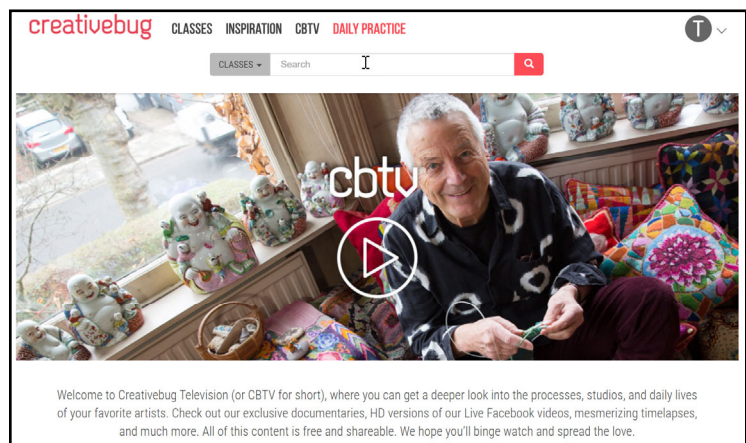 creativebug CLASSES INSPIRATION CBTV DAILY PRACTICE T
CLASSES Search
cbtv
Welcome to Creativebug Television (or CBTV for short), where you can get a deeper look into the processes, studios, and daily lives
of your favorite artists. Check out our exclusive documentaries, HD versions of our Live Facebook videos, mesmerizing timelapses,
and much more. All of this content is free and shareable. We hope you'll binge watch and spread the love.